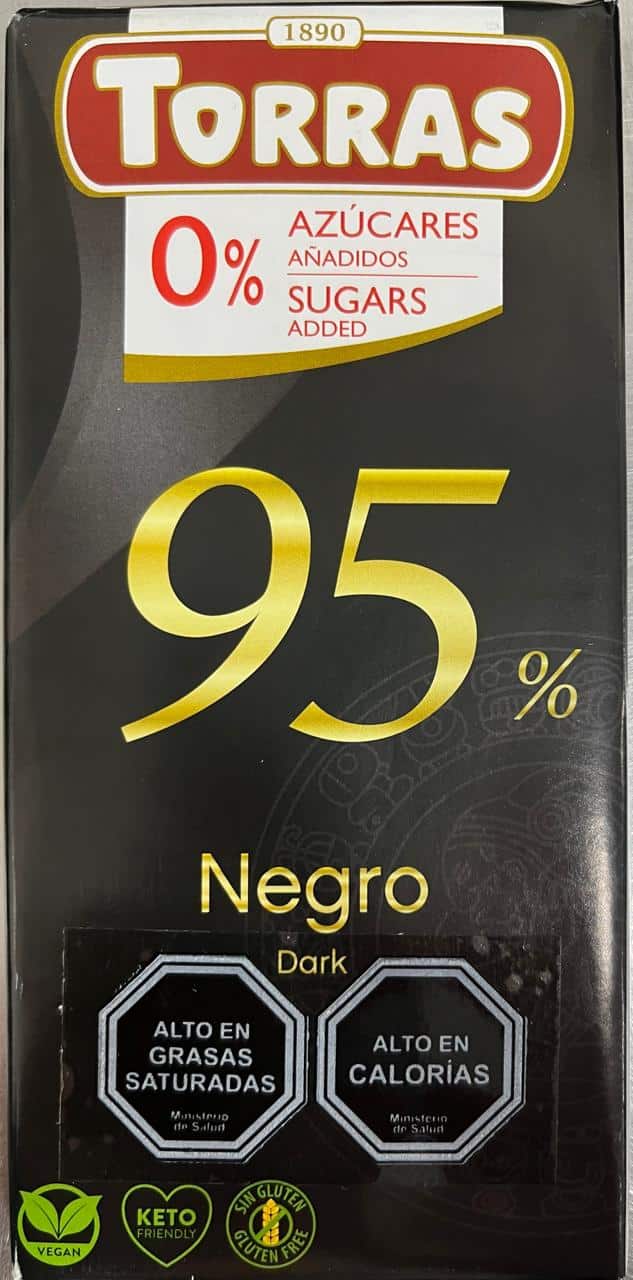 1890
TORRAS
0%
AZÚCARES
AÑADIDOS
SUGARS
ADDED
95%
Negro
Dark
ALTO EN
GRASAS
SATURADAS
Ministerio
de Salud
ALTO EN
CALORÍAS
Ministerio
de Salud
VEGAN
KETO
FRIENDLY
SIN GLUTEN
GLUTEN FREE